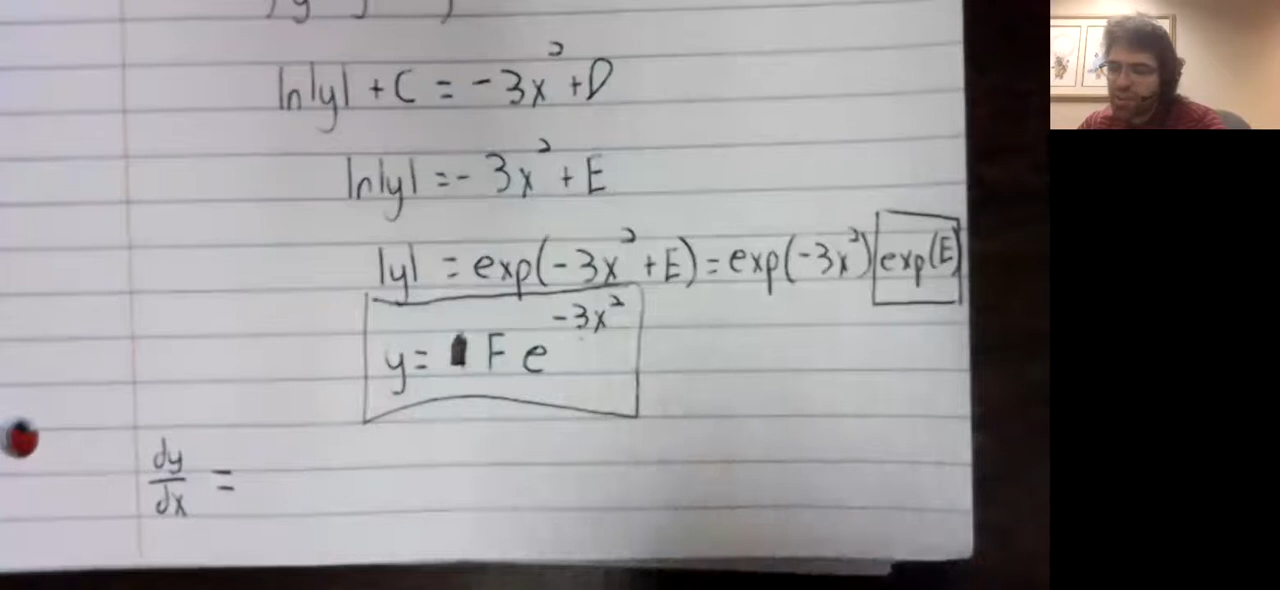 ln|y| + C = -3x² + D
ln|y| = -3x² + E
|y| = exp(-3x² + E) = exp(-3x²) exp(E)
y = F e^{-3x²}
dy/dx =